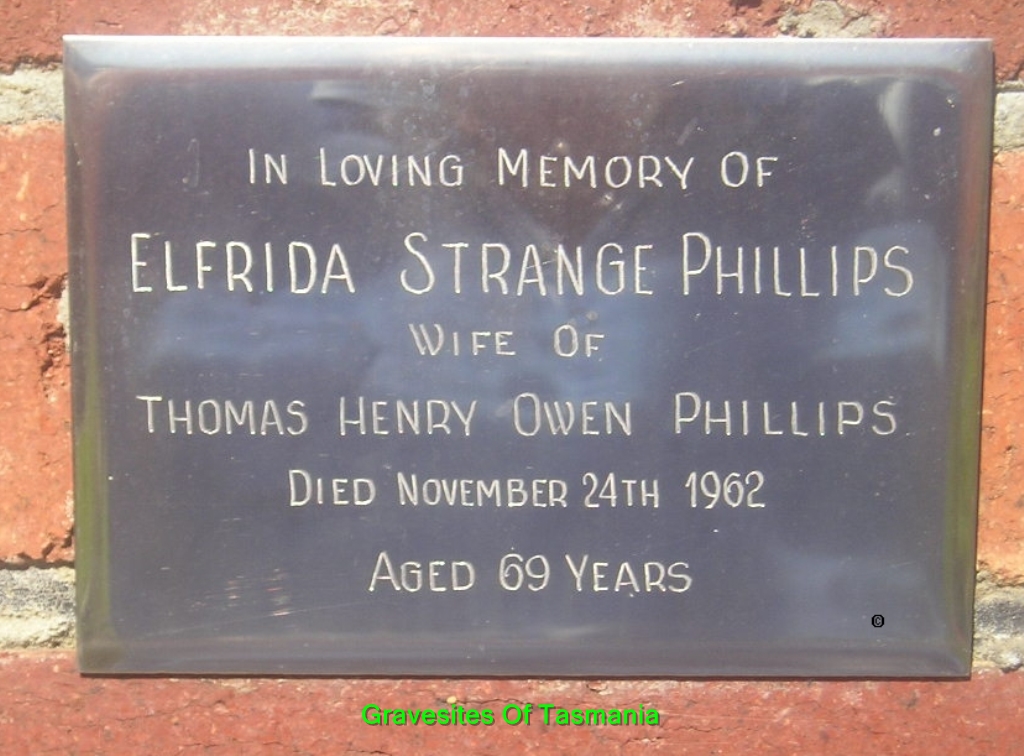 In Loving Memory Of
Elfrida Strange Phillips
Wife Of
Thomas Henry Owen Phillips
Died November 24th 1962
Aged 69 Years
©
Gravesites Of Tasmania